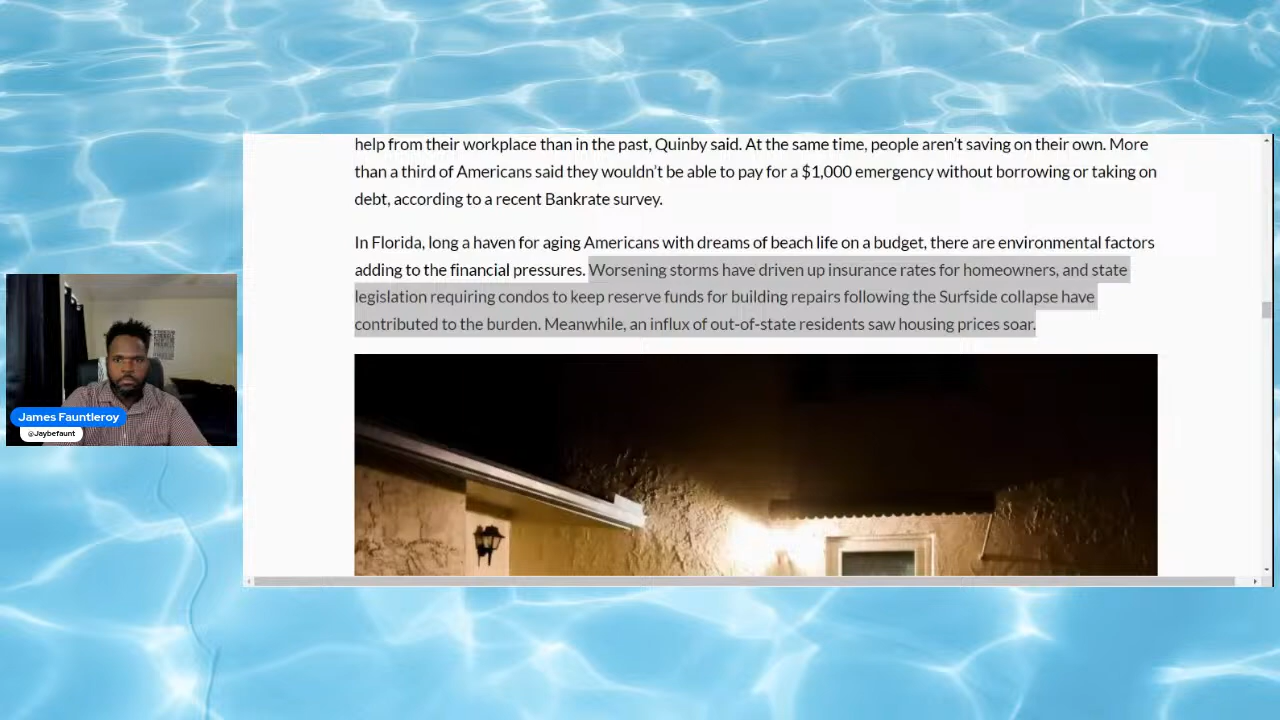 help from their workplace than in the past, Quinby said. At the same time, people aren’t saving on their own. More
than a third of Americans said they wouldn’t be able to pay for a $1,000 emergency without borrowing or taking on
debt, according to a recent Bankrate survey.
In Florida, long a haven for aging Americans with dreams of beach life on a budget, there are environmental factors
adding to the financial pressures. Worsening storms have driven up insurance rates for homeowners, and state
legislation requiring condos to keep reserve funds for building repairs following the Surfside collapse have
contributed to the burden. Meanwhile, an influx of out-of-state residents saw housing prices soar.
James Fauntleroy
@Jaybefaunt